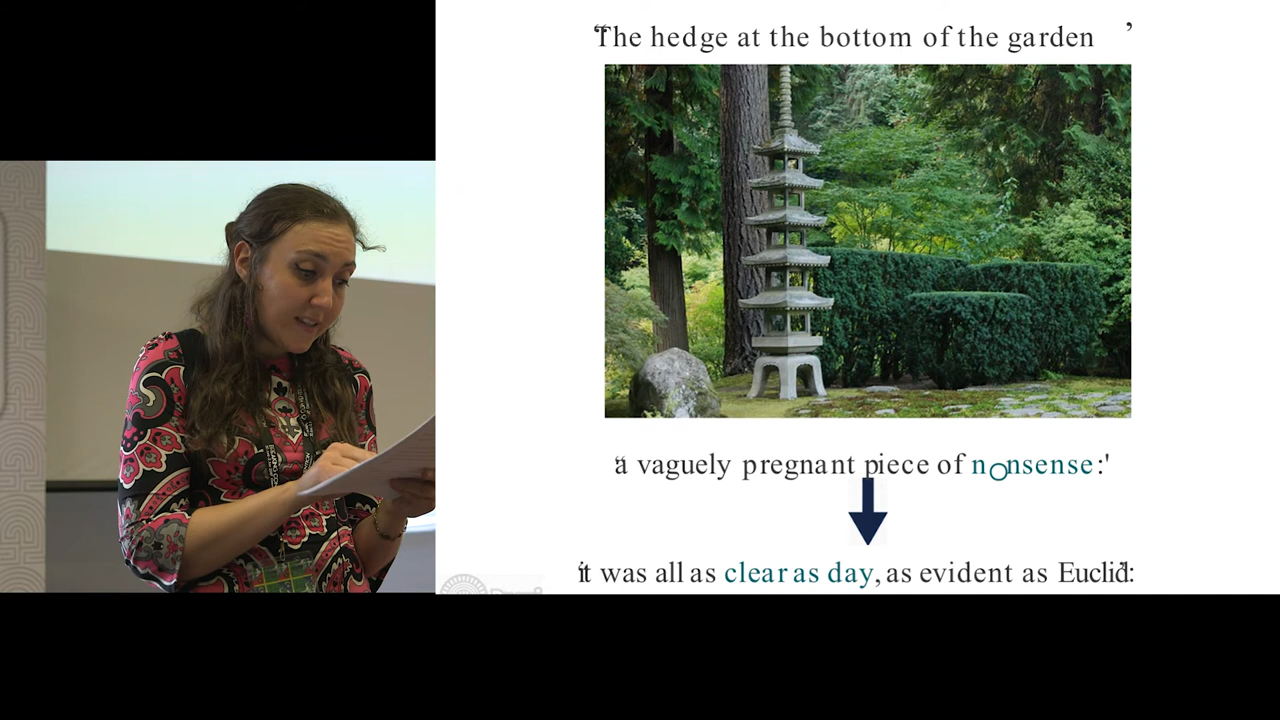 ‘The hedge at the bottom of the garden’
‘a vaguely pregnant piece of nonsense:'
‘it was all as clear as day, as evident as Euclid’: